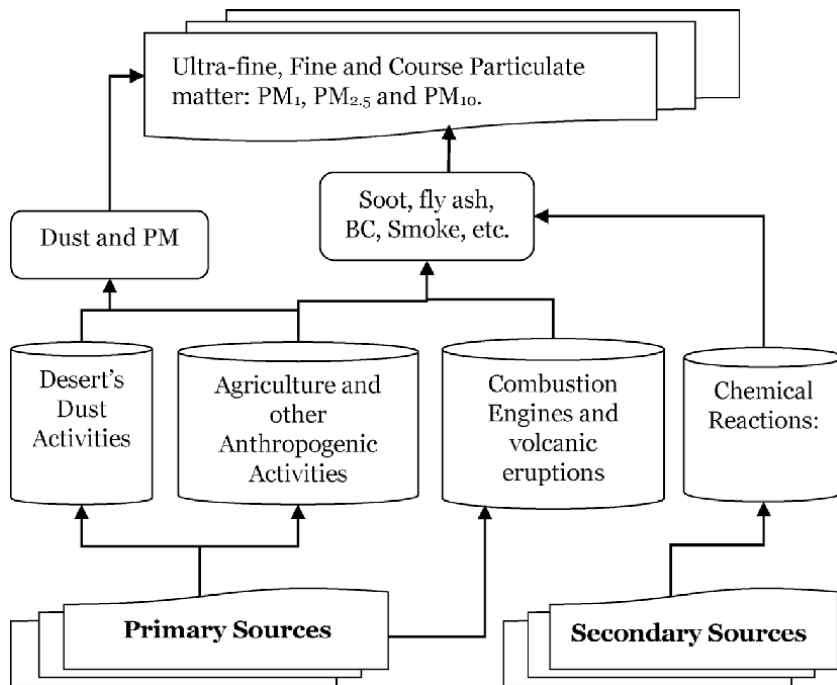 Ultra-fine, Fine and Course Particulate
matter: PM₁, PM₂.₅ and PM₁₀.
Soot, fly ash,
BC, Smoke, etc.
Dust and PM
Desert's
Dust
Activities
Agriculture and
other
Anthropogenic
Activities
Combustion
Engines and
volcanic
eruptions
Chemical
Reactions:
Primary Sources
Secondary Sources